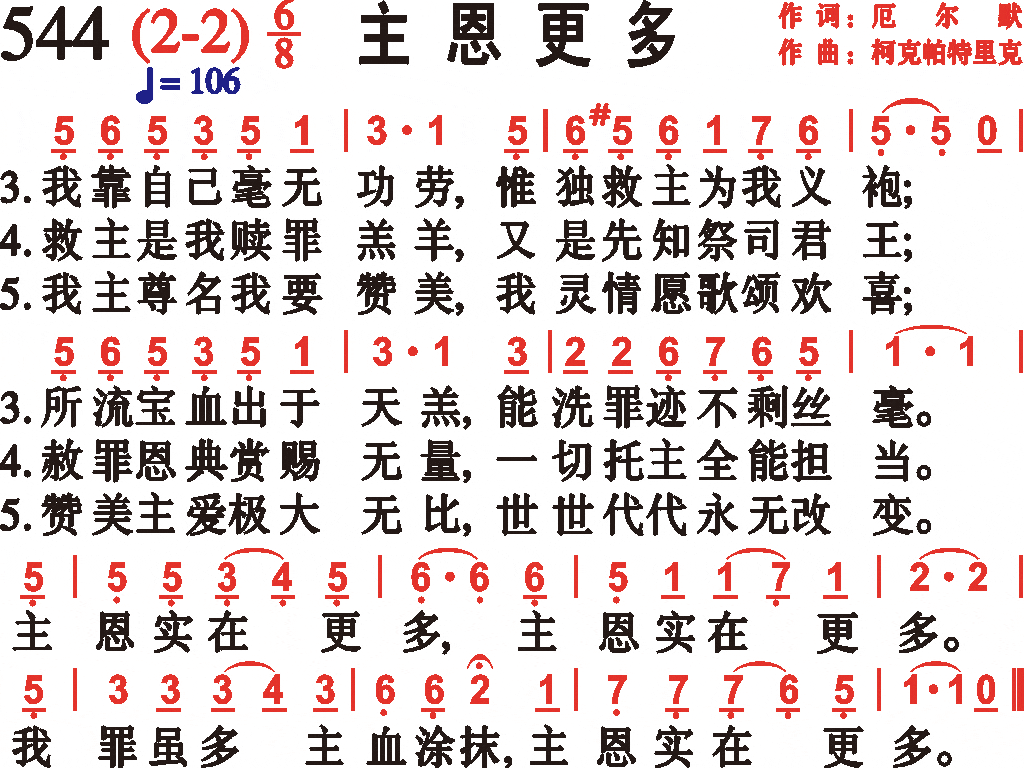 544 (2-2) 6/8 主恩更多 作词：厄尔默
♩=106 作曲：柯克帕特里克
5 6 5 3 5 1 | 3 · 1 5 | 6 #5 6 1 7 6 | 5 · 5 0 |
3.我靠自己毫无功劳,惟独救主为我义袍;
4.救主是我赎罪羔羊,又是先知祭司君王;
5.我主尊名我要赞美,我灵情愿歌颂欢喜;
5 6 5 3 5 1 | 3 · 1 3 | 2 2 6 7 6 5 | 1 · 1 |
3.所流宝血出于天羔,能洗罪迹不剩丝毫。
4.赦罪恩典赏赐无量,一切托主全能担当。
5.赞美主爱极大无比,世世代代永无改变。
5 | 5 5 3 4 5 | 6 · 6 6 | 5 1 1 7 1 | 2 · 2 |
主恩实在更多,主恩实在更多。
5 | 3 3 3 4 3 | 6 6 2 1 | 7 7 7 6 5 | 1 · 1 0 ‖
我罪虽多主血涂抹,主恩实在更多。